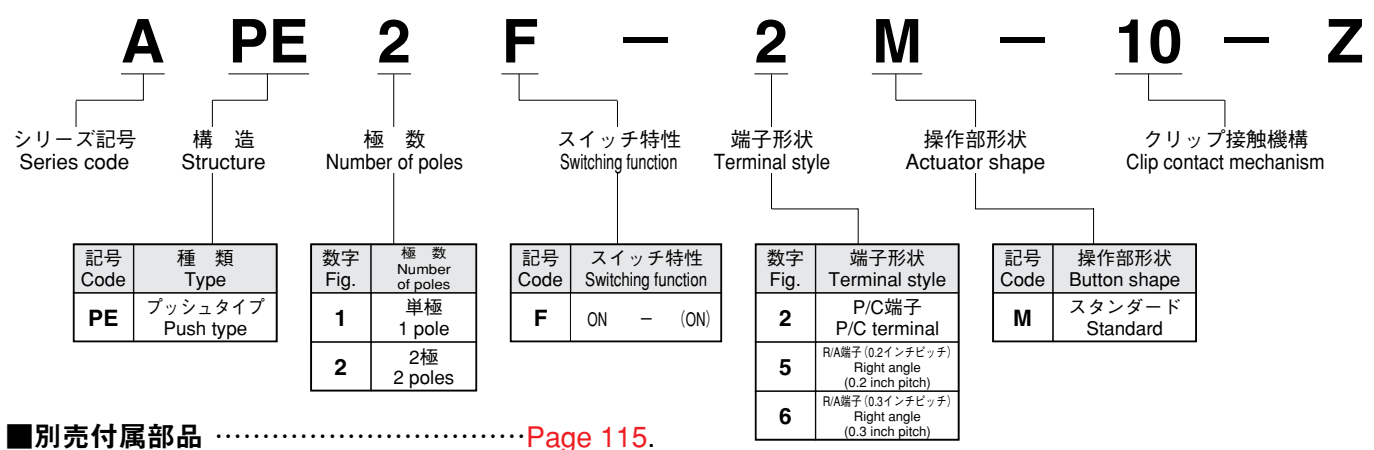 A PE 2 F － 2 M － 10 － Z
シリーズ記号
Series code
構　造
Structure
極　数
Number of poles
スイッチ特性
Switching function
端子形状
Terminal style
操作部形状
Actuator shape
クリップ接触機構
Clip contact mechanism
記号 種　類
Code Type
PE プッシュタイプ
Push type
数字 極　数
Fig. Number
of poles
1 単極
1 pole
2 2極
2 poles
記号 スイッチ特性
Code Switching function
F ON － (ON)
数字 端子形状
Fig. Terminal style
2 P/C端子
P/C terminal
5 R/A端子(0.2インチピッチ)
Right angle
(0.2 inch pitch)
6 R/A端子(0.3インチピッチ)
Right angle
(0.3 inch pitch)
記号 操作部形状
Code Button shape
M スタンダード
Standard
■別売付属部品 ……………………………Page 115.